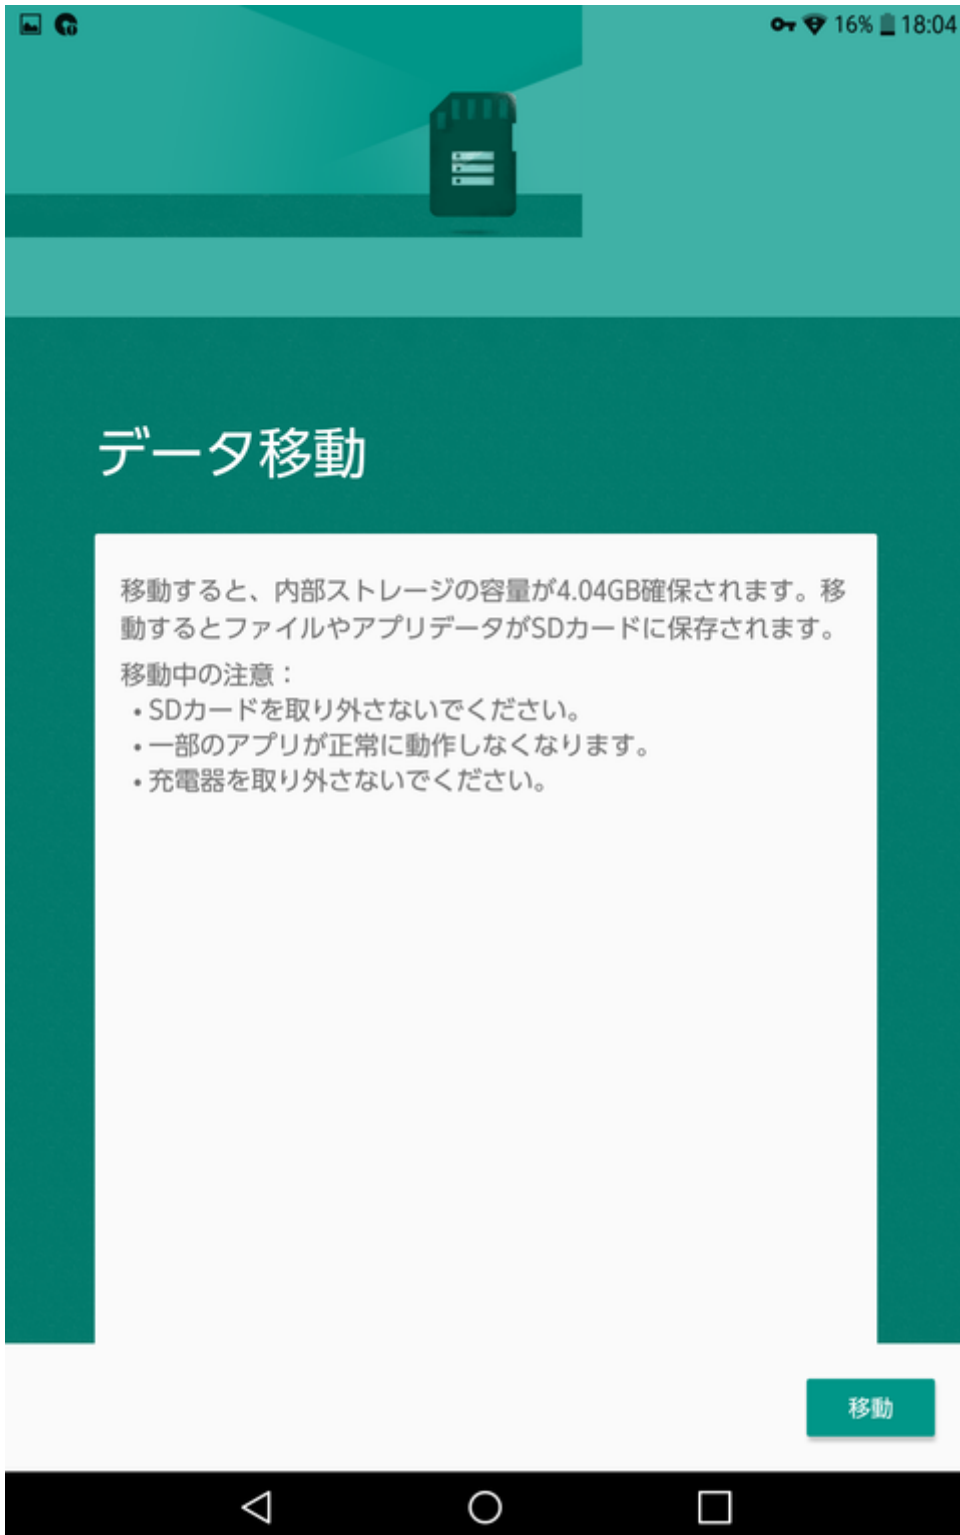 16% 18:04
データ移動
移動すると、内部ストレージの容量が4.04GB確保されます。移
動するとファイルやアプリデータがSDカードに保存されます。
移動中の注意：
• SDカードを取り外さないでください。
• 一部のアプリが正常に動作しなくなります。
• 充電器を取り外さないでください。
移動